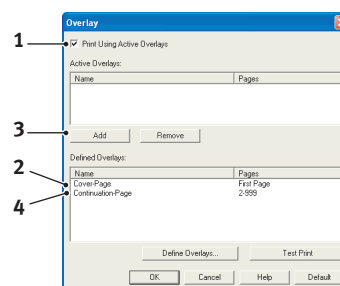 Overlay
1
Print Using Active Overlays
Active Overlays:
Name Pages
3
Add Remove
Defined Overlays:
Name Pages
2
Cover-Page First Page
4
Continuation-Page 2-999
Define Overlays... Test Print
OK Cancel Help Default